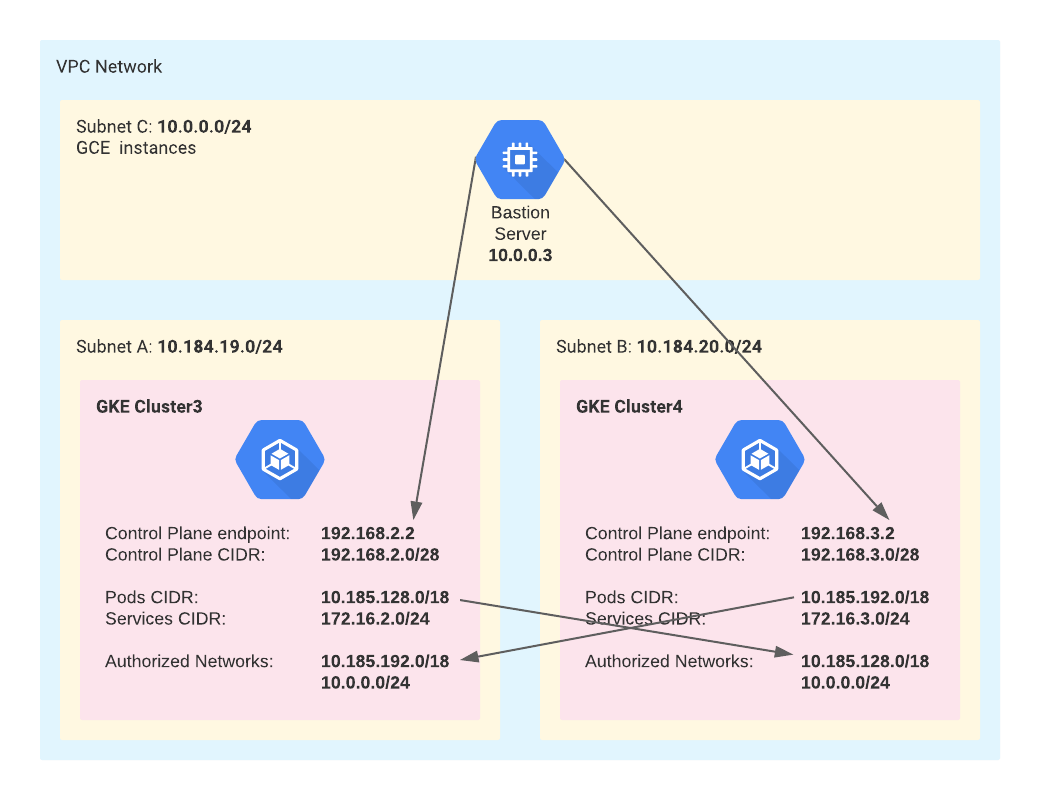 VPC Network
Subnet C: 10.0.0.0/24
GCE instances
Bastion
Server
10.0.0.3
Subnet A: 10.184.19.0/24
GKE Cluster3
Control Plane endpoint: 192.168.2.2
Control Plane CIDR: 192.168.2.0/28
Pods CIDR: 10.185.128.0/18
Services CIDR: 172.16.2.0/24
Authorized Networks: 10.185.192.0/18
10.0.0.0/24
Subnet B: 10.184.20.0/24
GKE Cluster4
Control Plane endpoint: 192.168.3.2
Control Plane CIDR: 192.168.3.0/28
Pods CIDR: 10.185.192.0/18
Services CIDR: 172.16.3.0/24
Authorized Networks: 10.185.128.0/18
10.0.0.0/24